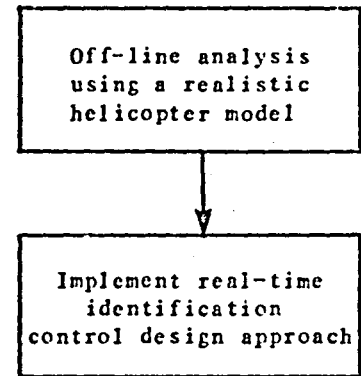 Off-line analysis
using a realistic
helicopter model
Implement real-time
identification
control design approach